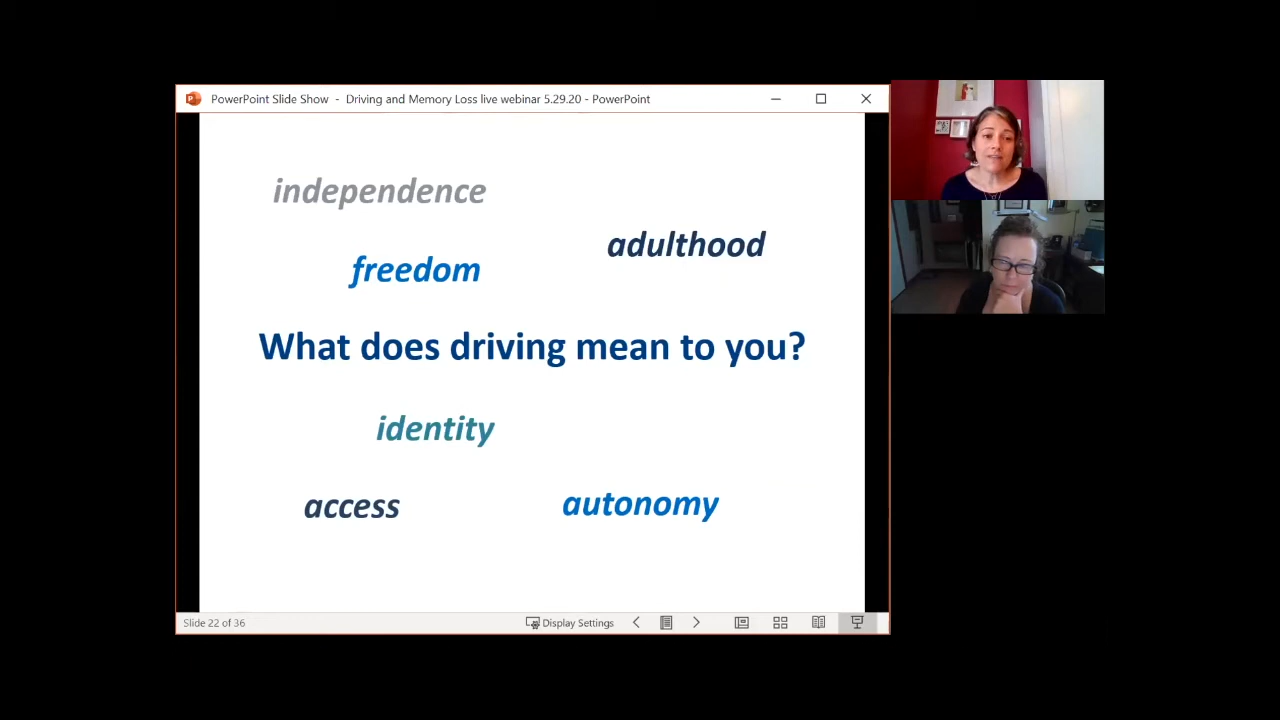 PowerPoint Slide Show - Driving and Memory Loss live webinar 5.29.20 - PowerPoint
independence
adulthood
freedom
What does driving mean to you?
identity
access
autonomy
Slide 22 of 36
Display Settings